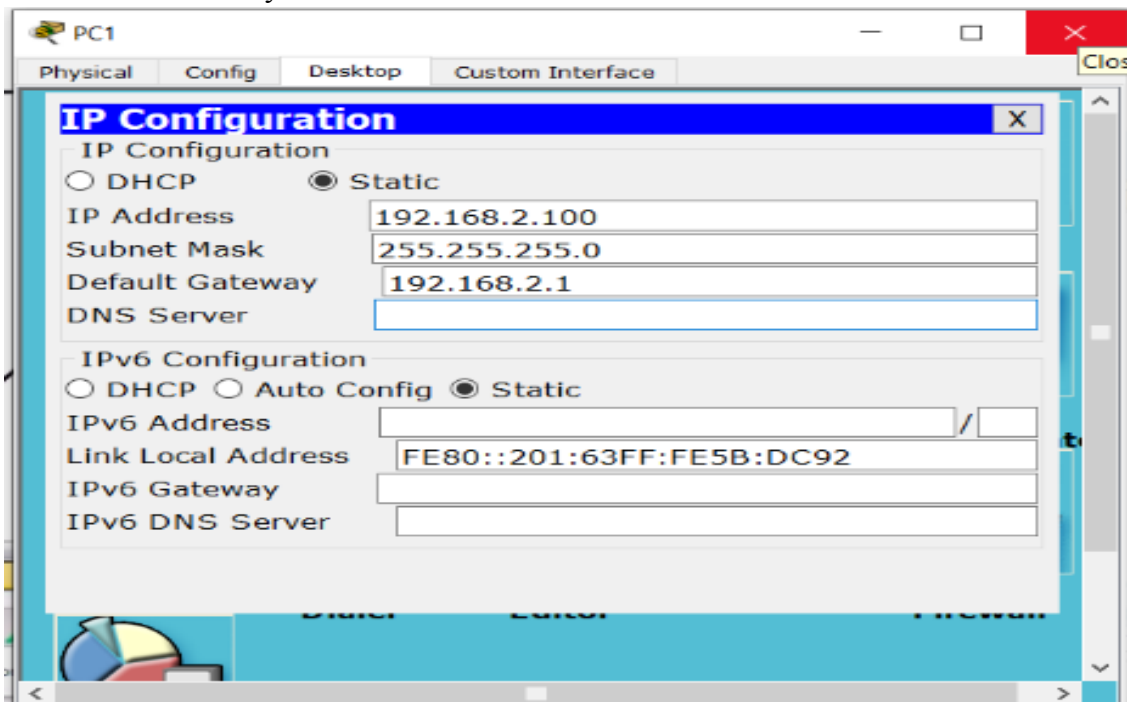 PC1
Physical Config Desktop Custom Interface
IP Configuration X
IP Configuration
DHCP Static
IP Address 192.168.2.100
Subnet Mask 255.255.255.0
Default Gateway 192.168.2.1
DNS Server
IPv6 Configuration
DHCP Auto Config Static
IPv6 Address /
Link Local Address FE80::201:63FF:FE5B:DC92
IPv6 Gateway
IPv6 DNS Server